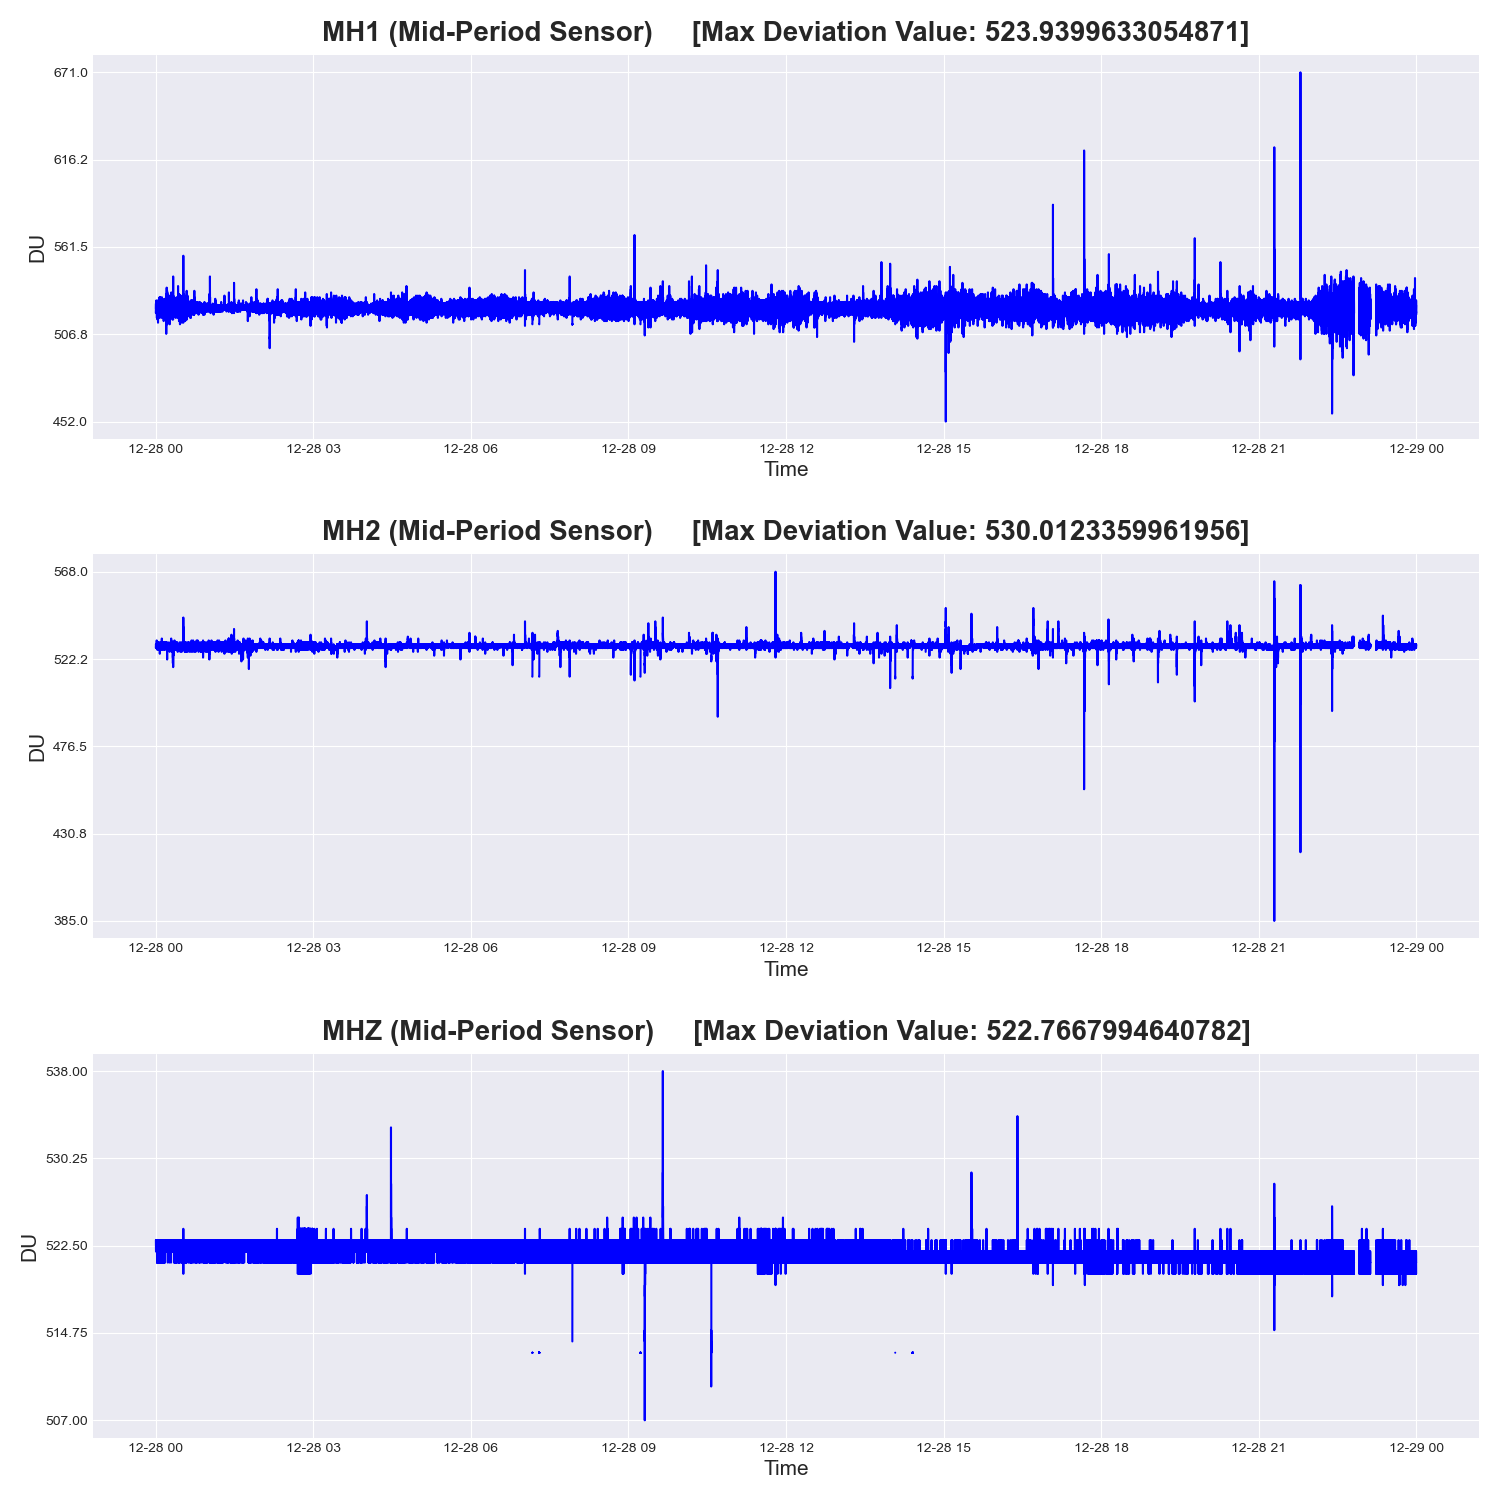 MH1 (Mid-Period Sensor) [Max Deviation Value: 523.9399633054871]
671.0
616.2
561.5
506.8
452.0
DU
12-28 00 12-28 03 12-28 06 12-28 09 12-28 12 12-28 15 12-28 18 12-28 21 12-29 00
Time
MH2 (Mid-Period Sensor) [Max Deviation Value: 530.0123359961956]
568.0
522.2
476.5
430.8
385.0
DU
12-28 00 12-28 03 12-28 06 12-28 09 12-28 12 12-28 15 12-28 18 12-28 21 12-29 00
Time
MHZ (Mid-Period Sensor) [Max Deviation Value: 522.7667994640782]
538.00
530.25
522.50
514.75
507.00
DU
12-28 00 12-28 03 12-28 06 12-28 09 12-28 12 12-28 15 12-28 18 12-28 21 12-29 00
Time